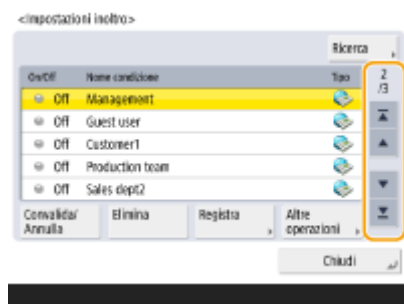 <Impostazioni inoltro>
Ricerca
On/Off Nome condizione Tipo
2
/3
Off Management
Off Guest user
Off Customer1
Off Production team
Off Sales dept2
Convalida/
Annulla
Elimina
Registra
Altre
operazioni
Chiudi